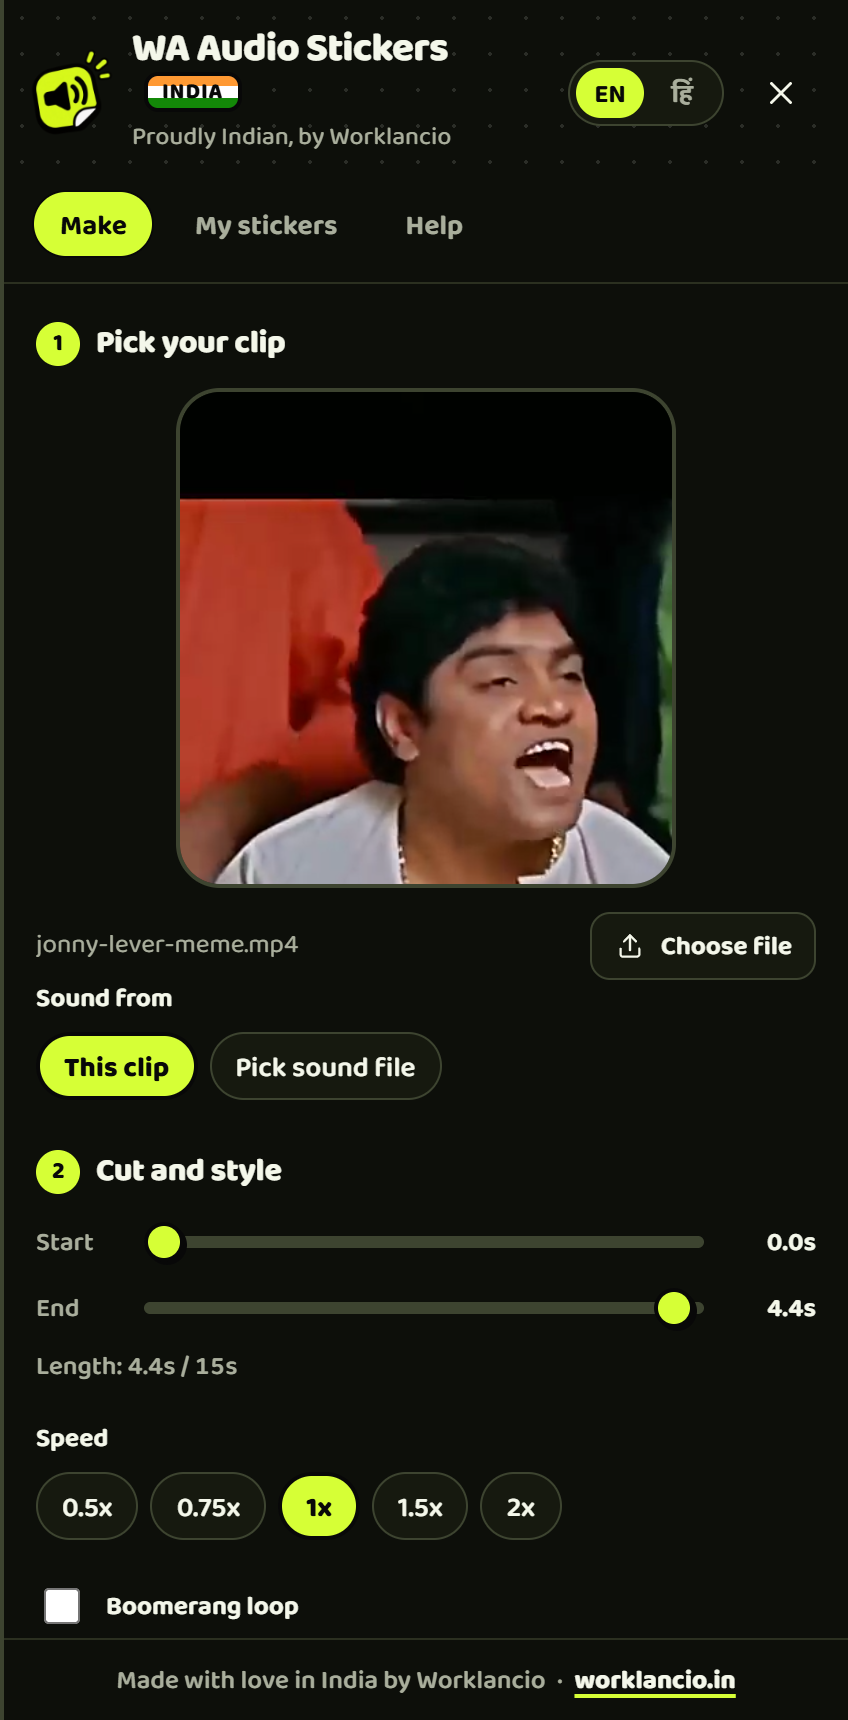 WA Audio Stickers
INDIA
Proudly Indian, by Worklancio
EN हिं
Make My stickers Help
1 Pick your clip
jonny-lever-meme.mp4
Choose file
Sound from
This clip Pick sound file
2 Cut and style
Start 0.0s
End 4.4s
Length: 4.4s / 15s
Speed
0.5x 0.75x 1x 1.5x 2x
Boomerang loop
Made with love in India by Worklancio · worklancio.in